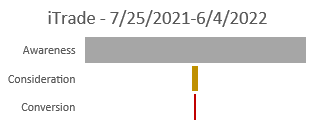 iTrade - 7/25/2021-6/4/2022
Awareness
Consideration
Conversion